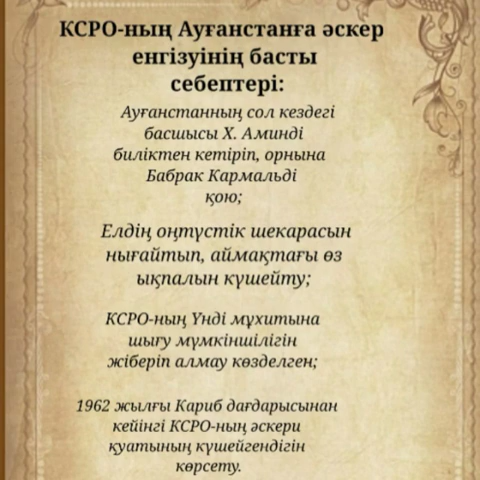 КСРО-ның Ауғанстанға әскер
енгізуінің басты
себептері:
Ауғанстанның сол кездегі
басшысы Х. Аминді
биліктен кетіріп, орнына
Бабрак Кармальді
қою;
Елдің оңтүстік шекарасын
нығайтып, аймақтағы өз
ықпалын күшейту;
КСРО-ның Үнді мұхитына
шығу мүмкіншілігін
жіберіп алмау көзделген;
1962 жылғы Кариб дағдарысынан
кейінгі КСРО-ның әскери
қуатының күшейгендігін
көрсету.